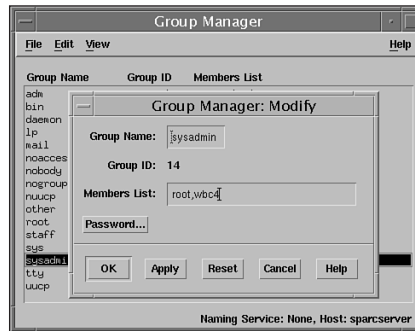 Group Manager
File Edit View Help
Group Name Group ID Members List
adm
bin
daemon
lp
mail
noacces
nobody
nogroup
nuucp
other
root
staff
sys
sysadmi
tty
uucp
Group Manager: Modify
Group Name: sysadmin
Group ID: 14
Members List: root,wbc4
Password...
OK Apply Reset Cancel Help
Naming Service: None, Host: sparcserver